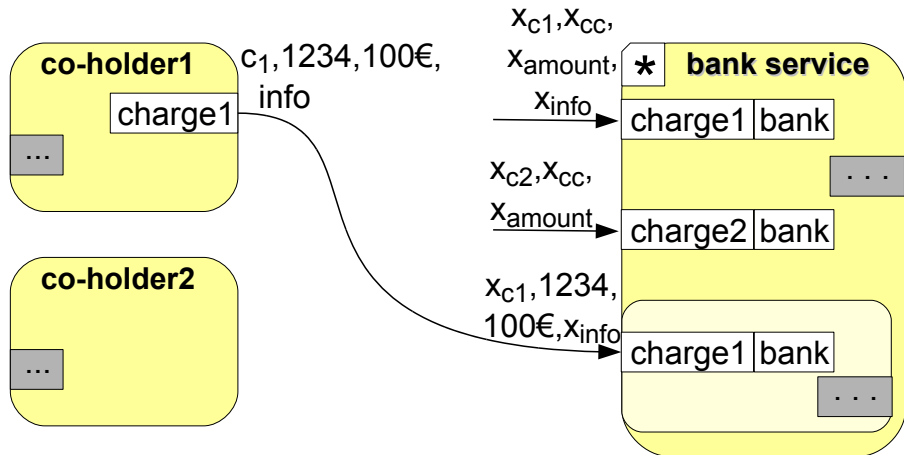 co-holder1
c1,1234,100€,
info
charge1
...
co-holder2
...
xc1,xcc,
xamount,
xinfo
* bank service
charge1 bank
. . .
xc2,xcc,
xamount
charge2 bank
xc1,1234,
100€,xinfo
charge1 bank
. . .